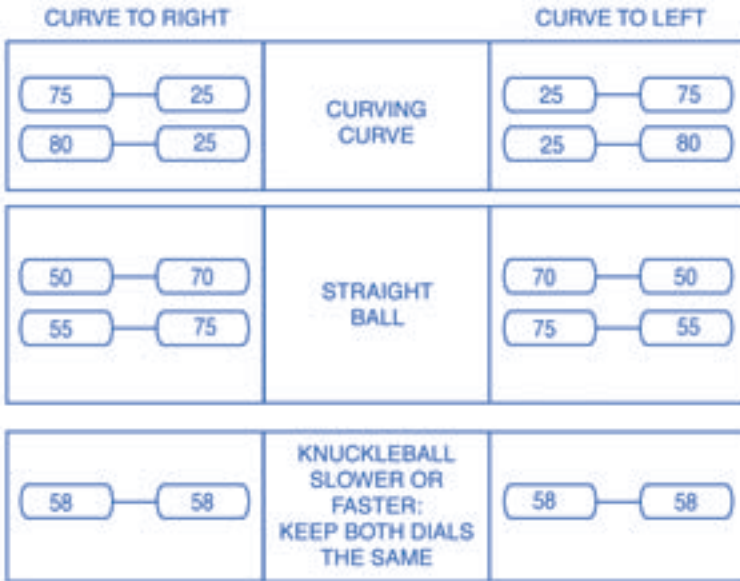 CURVE TO RIGHT CURVE TO LEFT
75 25 25 75
CURVING
CURVE
80 25 25 80
50 70 70 50
STRAIGHT
BALL
55 75 75 55
KNUCKLEBALL
SLOWER OR
FASTER:
58 58 58 58
KEEP BOTH DIALS
THE SAME